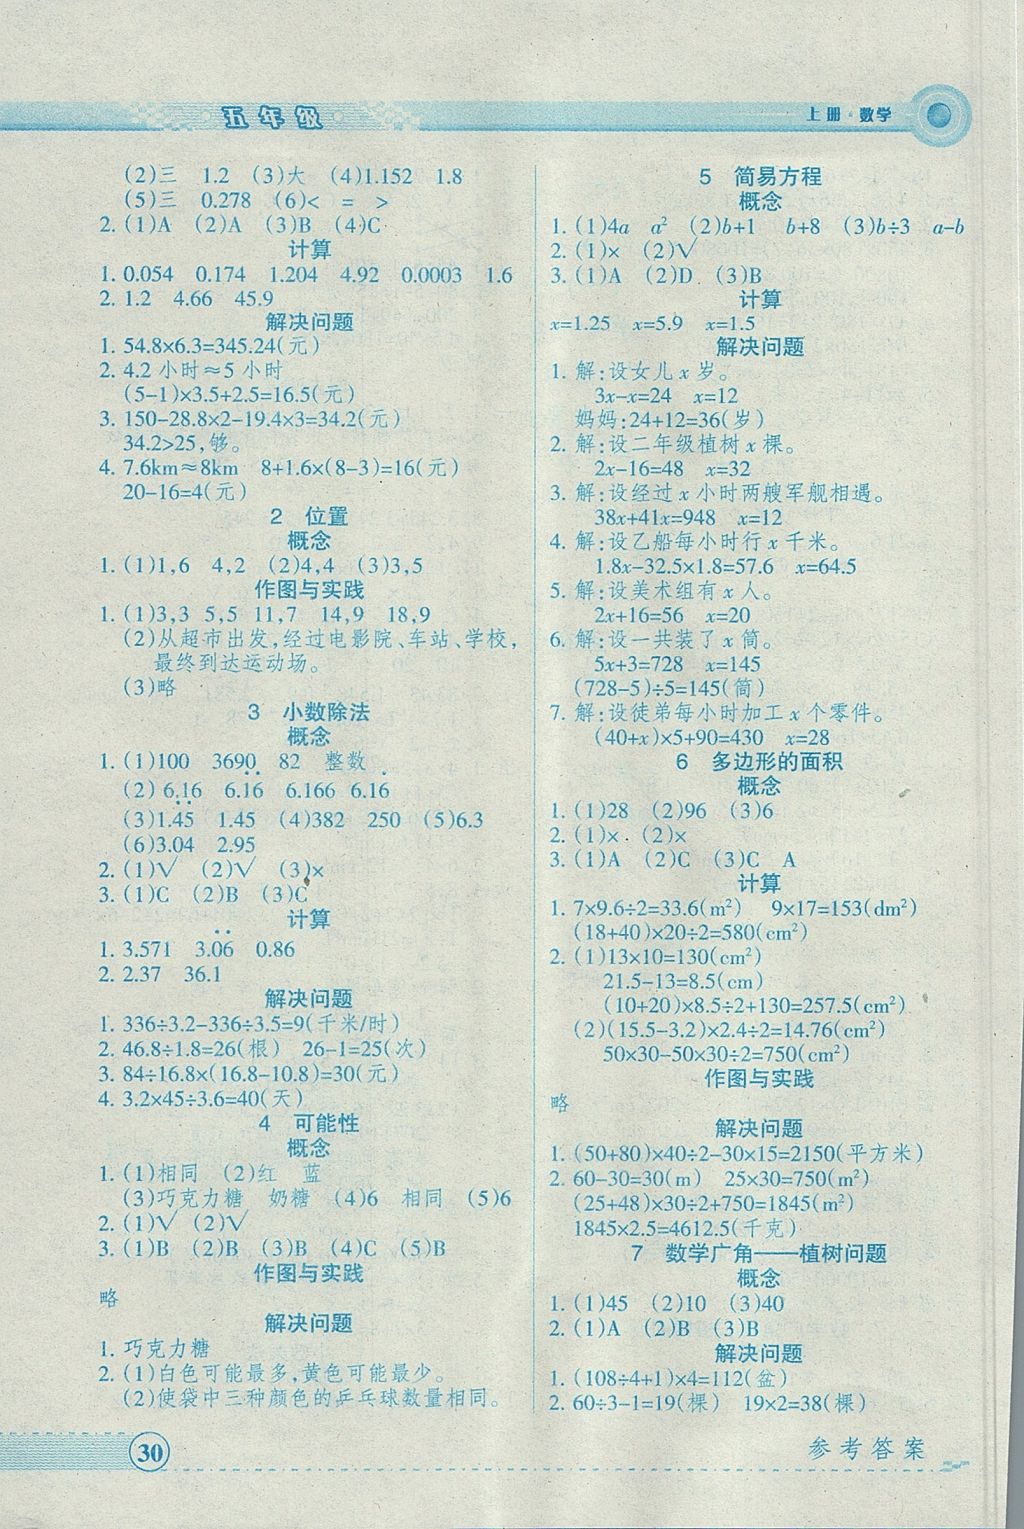 五年级
上册·数学
(2)三 1.2 (3)大 (4)1.152 1.8
(5)三 0.278 (6)< = >
2. (1)A (2)A (3)B (4)C
计算
1. 0.054 0.174 1.204 4.92 0.0003 1.6
2. 1.2 4.66 45.9
解决问题
1. 54.8×6.3=345.24(元)
2. 4.2小时≈5小时
(5-1)×3.5+2.5=16.5(元)
3. 150-28.8×2-19.4×3=34.2(元)
34.2>25,够。
4. 7.6km≈8km 8+1.6×(8-3)=16(元)
20-16=4(元)
2 位置
概念
1. (1)1,6 4,2 (2)4,4 (3)3,5
作图与实践
1. (1)3,3 5,5 11,7 14,9 18,9
(2)从超市出发,经过电影院、车站、学校,
最终到达运动场。
(3)略
3 小数除法
概念
1. (1)100 3690 82 整数
(2) 6.16 6.1̇6̇ 6.166 6.16̇
(3)1.4̇5̇ 1.45 (4)382 250 (5)6.3
(6)3.04 2.95
2. (1)√ (2)√ (3)×
3. (1)C (2)B (3)C
计算
1. 3.571 3.0̇6̇ 0.86
2. 2.37 36.1
解决问题
1. 336÷3.2-336÷3.5=9(千米/时)
2. 46.8÷1.8=26(根) 26-1=25(次)
3. 84÷16.8×(16.8-10.8)=30(元)
4. 3.2×45÷3.6=40(天)
4 可能性
概念
1. (1)相同 (2)红 蓝
(3)巧克力糖 奶糖 (4)6 相同 (5)6
2. (1)√ (2)√
3. (1)B (2)B (3)B (4)C (5)B
作图与实践
略
解决问题
1. 巧克力糖
2. (1)白色可能最多,黄色可能最少。
(2)使袋中三种颜色的乒乓球数量相同。
5 简易方程
概念
1. (1)4a a² (2)b+1 b+8 (3)b÷3 a-b
2. (1)× (2)√
3. (1)A (2)D (3)B
计算
x=1.25 x=5.9 x=1.5
解决问题
1. 解:设女儿x岁。
3x-x=24 x=12
妈妈:24+12=36(岁)
2. 解:设二年级植树x棵。
2x-16=48 x=32
3. 解:设经过x小时两艘军舰相遇。
38x+41x=948 x=12
4. 解:设乙船每小时行x千米。
1.8x-32.5×1.8=57.6 x=64.5
5. 解:设美术组有x人。
2x+16=56 x=20
6. 解:设一共装了x筒。
5x+3=728 x=145
(728-5)÷5=145(筒)
7. 解:设徒弟每小时加工x个零件。
(40+x)×5+90=430 x=28
6 多边形的面积
概念
1. (1)28 (2)96 (3)6
2. (1)× (2)×
3. (1)A (2)C (3)C A
计算
1. 7×9.6÷2=33.6(m²) 9×17=153(dm²)
(18+40)×20÷2=580(cm²)
2. (1)13×10=130(cm²)
21.5-13=8.5(cm)
(10+20)×8.5÷2+130=257.5(cm²)
(2)(15.5-3.2)×2.4÷2=14.76(cm²)
50×30-50×30÷2=750(cm²)
作图与实践
略
解决问题
1. (50+80)×40÷2-30×15=2150(平方米)
2. 60-30=30(m) 25×30=750(m²)
(25+48)×30÷2+750=1845(m²)
1845×2.5=4612.5(千克)
7 数学广角——植树问题
概念
1. (1)45 (2)10 (3)40
2. (1)A (2)B (3)B
解决问题
1. (108÷4+1)×4=112(盆)
2. 60÷3-1=19(棵) 19×2=38(棵)
30
参考答案